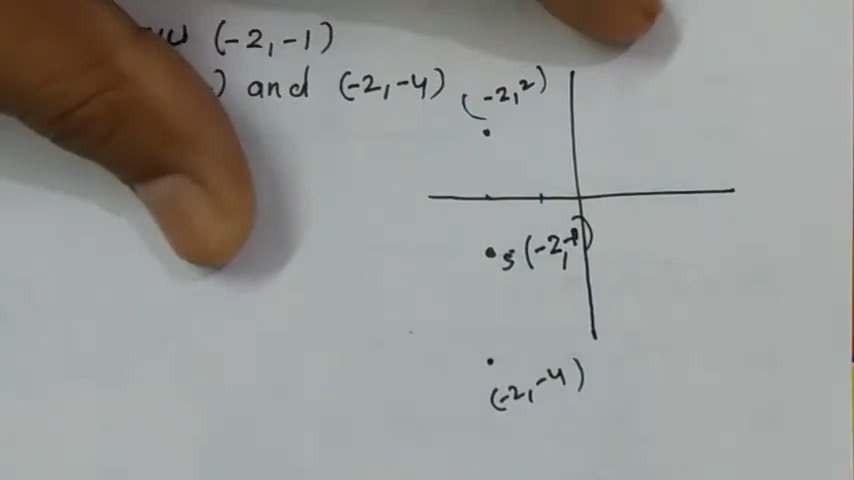 (-2,-1)
) and (-2,-4)
(-2,2)
S(-2,-1)
(-2,-4)